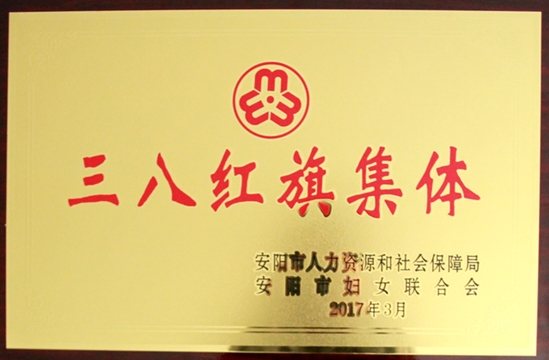 三八红旗集体
安阳市人力资源和社会保障局
安阳市妇女联合会
2017年3月